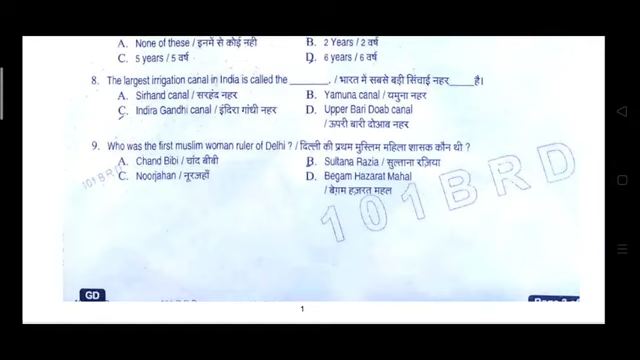 A. None of these / इनमें से कोई नही B. 2 Years / 2 वर्ष
C. 5 years / 5 वर्ष D. 6 years / 6 वर्ष
8. The largest irrigation canal in India is called the ________. / भारत में सबसे बड़ी सिंचाई नहर_____है।
A. Sirhand canal / सरहंद नहर B. Yamuna canal / यमुना नहर
C. Indira Gandhi canal / इंदिरा गांधी नहर D. Upper Bari Doab canal
/ ऊपरी बारी दोआब नहर
9. Who was the first muslim woman ruler of Delhi ? / दिल्ली की प्रथम मुस्लिम महिला शासक कौन थी ?
A. Chand Bibi / चांद बीबी B. Sultana Razia / सुल्ताना रज़िया
C. Noorjahan / नूरजहाँ D. Begam Hazarat Mahal
/ बेग़म हज़रत महल
101BRD
101BRD
GD
1